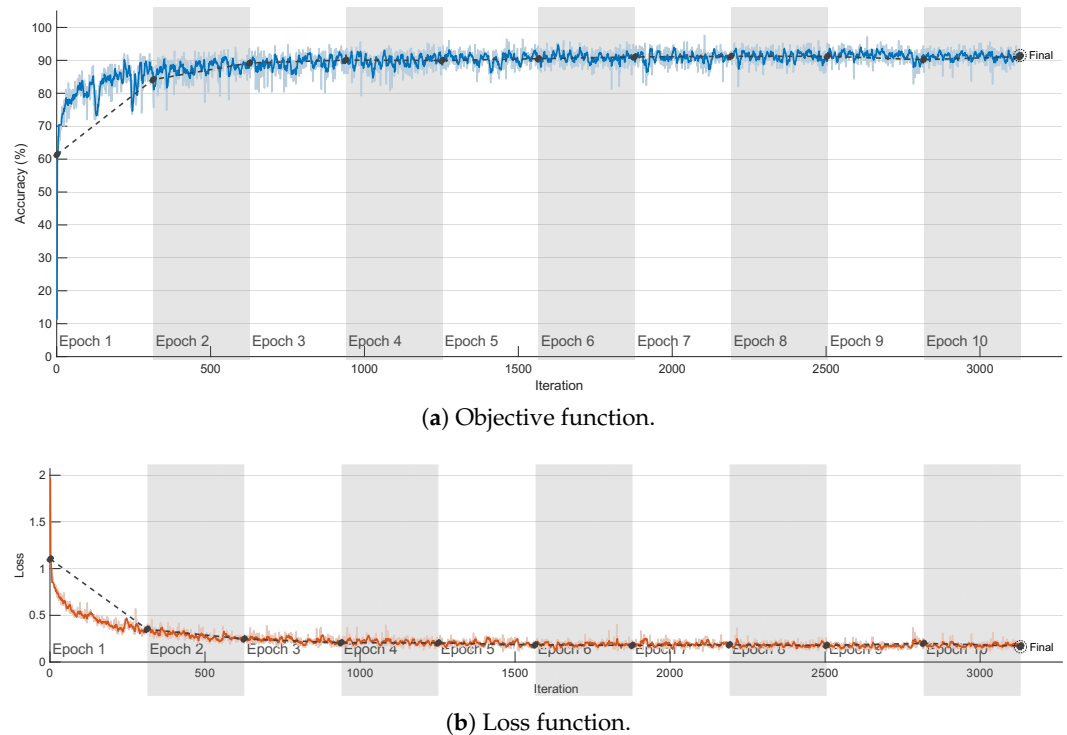 100
90
80
70
60
50
40
30
20
10
0
Accuracy (%)
Final
Epoch 1 Epoch 2 Epoch 3 Epoch 4 Epoch 5 Epoch 6 Epoch 7 Epoch 8 Epoch 9 Epoch 10
0 500 1000 1500 2000 2500 3000
Iteration
(a) Objective function.
2
1.5
1
0.5
0
Loss
Epoch 1 Epoch 2 Epoch 3 Epoch 4 Epoch 5 Epoch 6 Epoch 7 Epoch 8 Epoch 9 Epoch 10
Final
0 500 1000 1500 2000 2500 3000
Iteration
(b) Loss function.